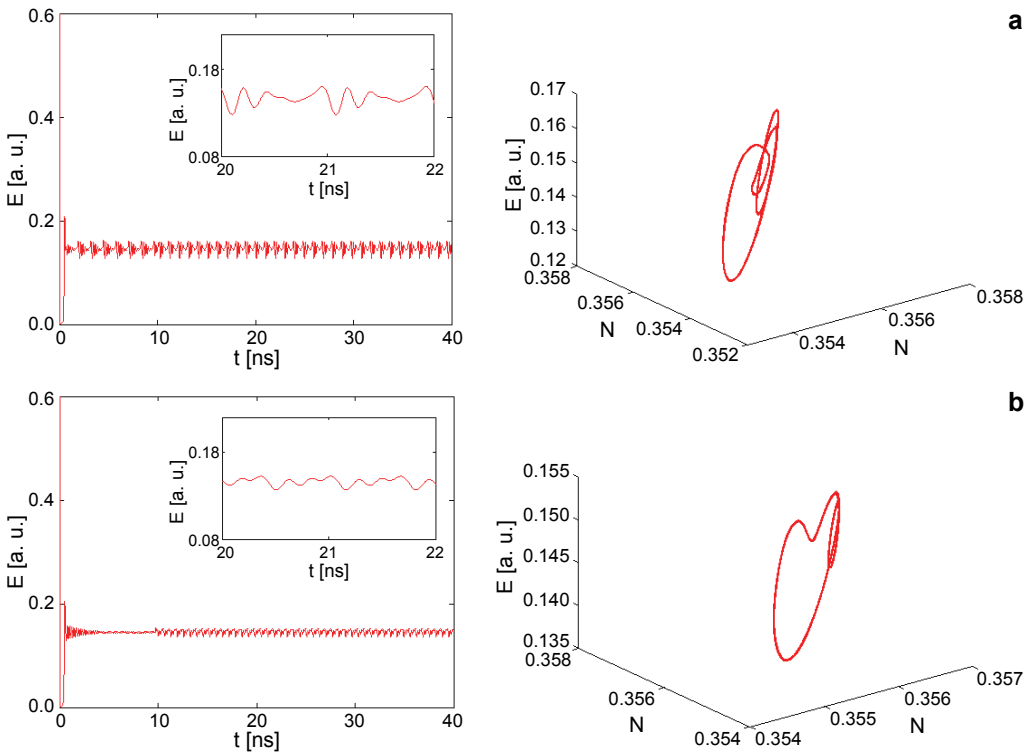 a
0.6
0.4
0.2
0.0
E [a. u.]
0 10 20 30 40
t [ns]
0.18
0.08
E [a. u.]
20 21 22
t [ns]
0.17
0.16
0.15
0.14
0.13
0.12
E [a. u.]
0.358
0.356
0.354
0.352
N
0.354
0.356
0.358
N
b
0.6
0.4
0.2
0.0
E [a. u.]
0 10 20 30 40
t [ns]
0.18
0.08
E [a. u.]
20 21 22
t [ns]
0.155
0.150
0.145
0.140
0.135
E [a. u.]
0.358
0.356
0.354
N
0.354
0.355
0.356
0.357
N